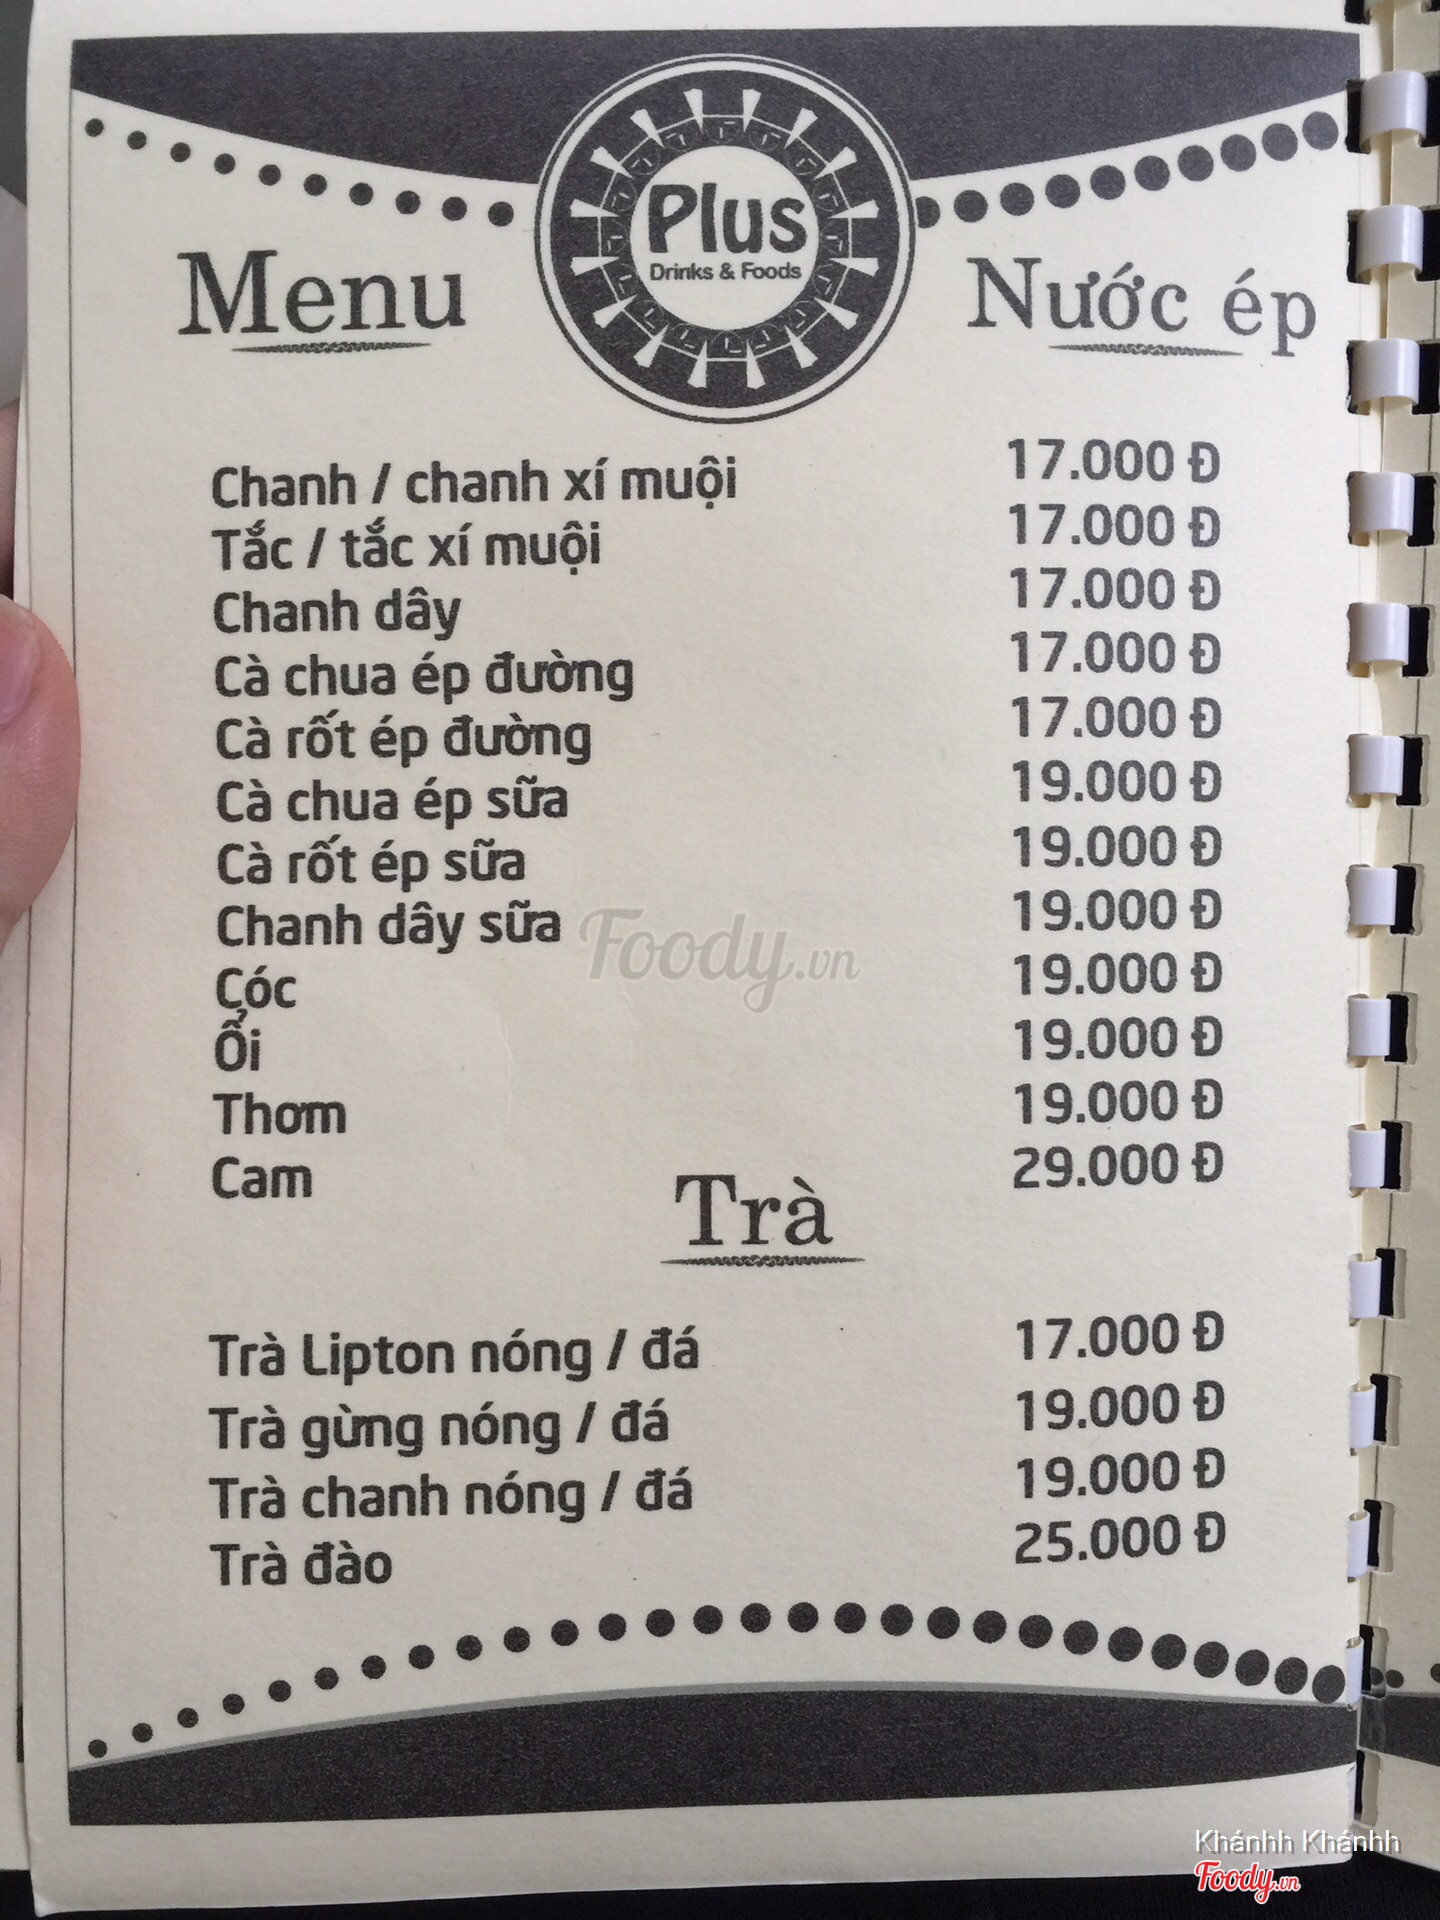 Plus
Drinks & Foods
Menu
Nước ép
Chanh / chanh xí muội 17.000 Đ
Tắc / tắc xí muội 17.000 Đ
Chanh dây 17.000 Đ
Cà chua ép đường 17.000 Đ
Cà rốt ép đường 17.000 Đ
Cà chua ép sữa 19.000 Đ
Cà rốt ép sữa 19.000 Đ
Chanh dây sữa 19.000 Đ
Cóc 19.000 Đ
Ổi 19.000 Đ
Thơm 19.000 Đ
Cam 29.000 Đ
Foody.vn
Trà
Trà Lipton nóng / đá 17.000 Đ
Trà gừng nóng / đá 19.000 Đ
Trà chanh nóng / đá 19.000 Đ
Trà đào 25.000 Đ
Khánhh Khánhh
Foody.vn